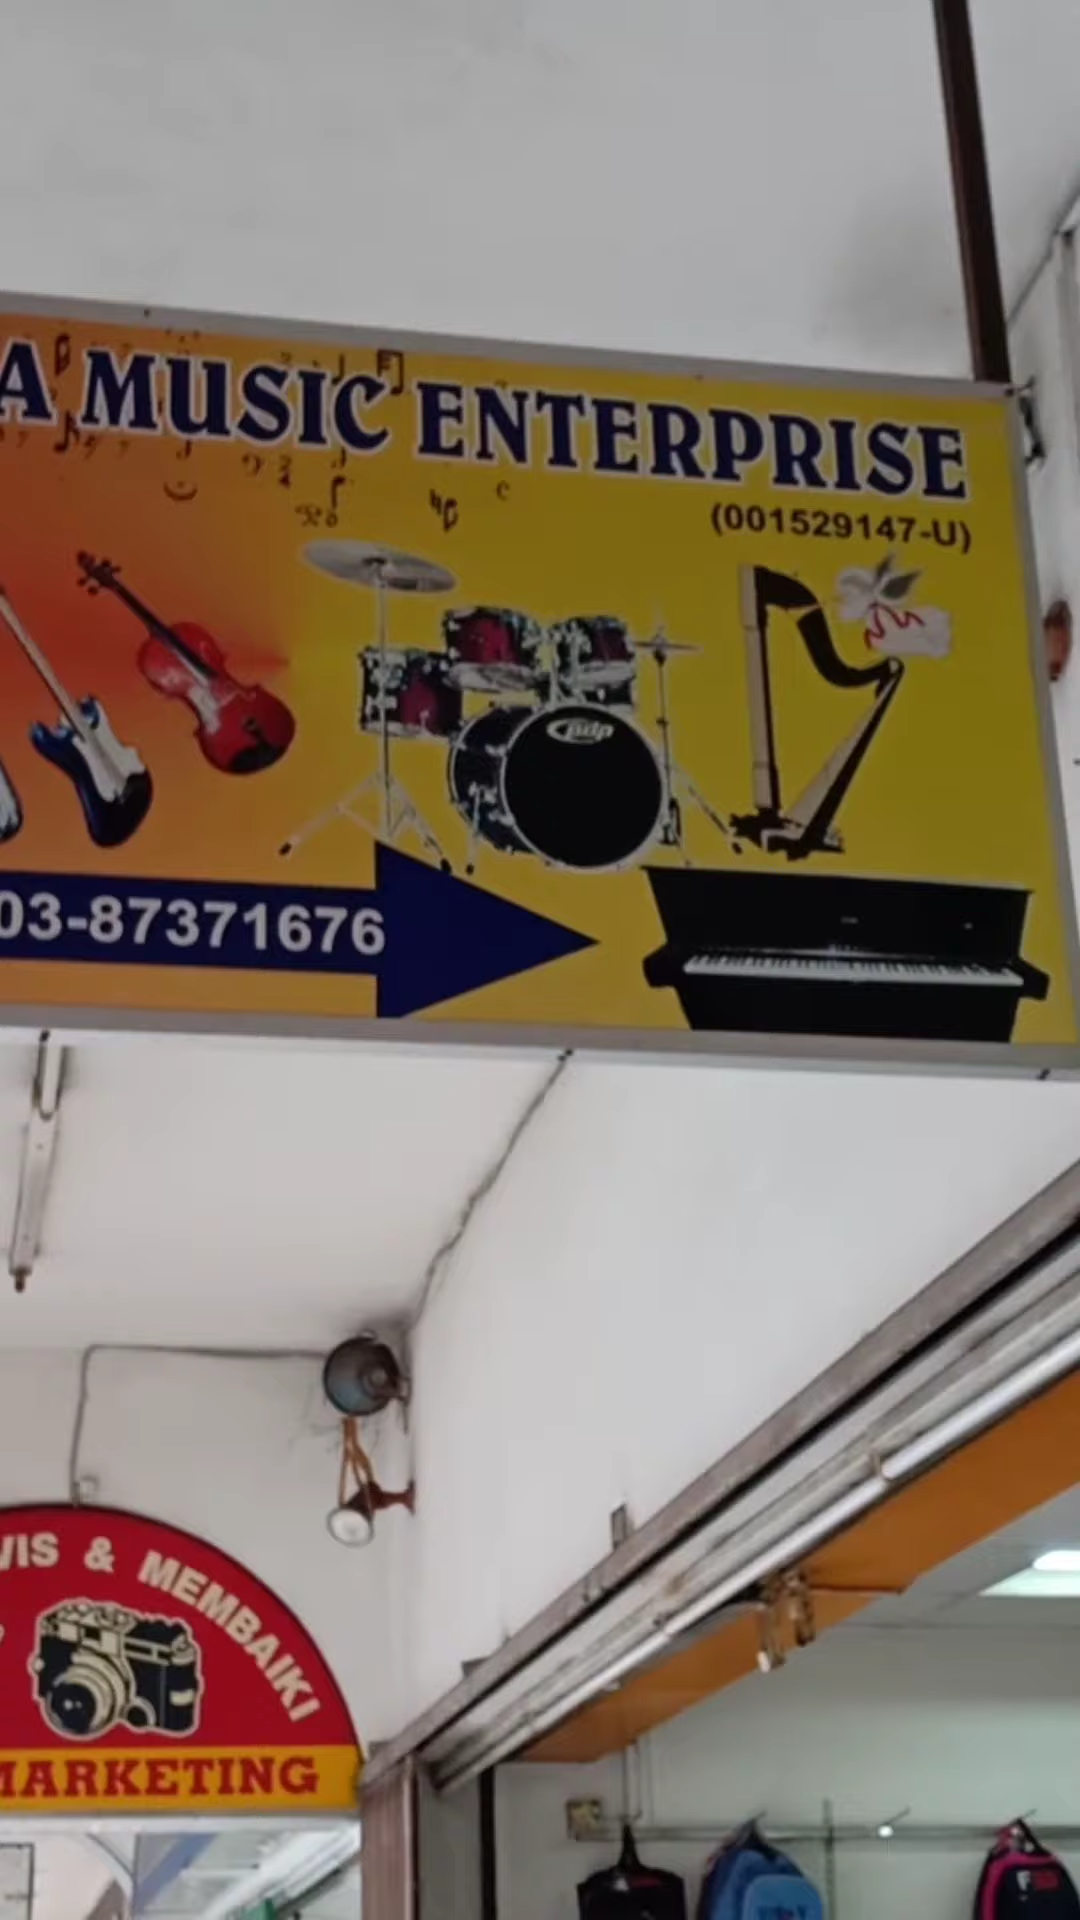 A MUSIC ENTERPRISE
(001529147-U)
pdp
03-87371676
VIS & MEMBAIKI
MARKETING